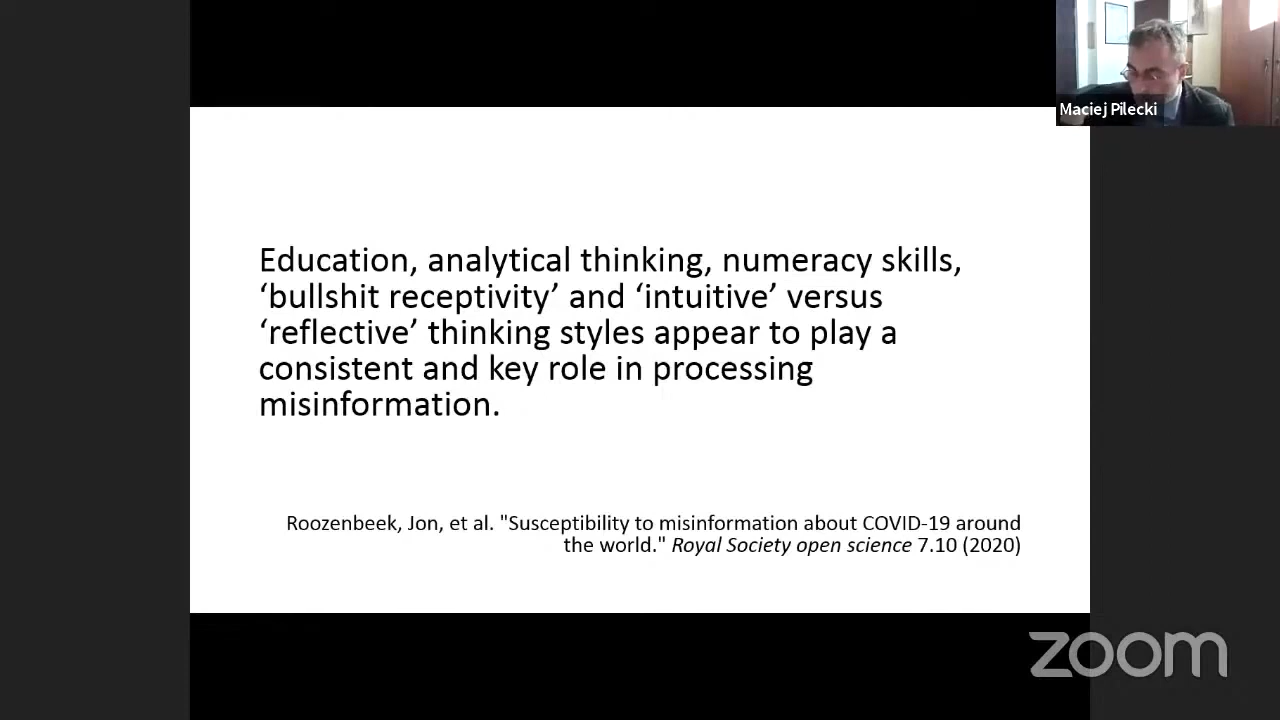 Maciej Pilecki
Education, analytical thinking, numeracy skills,
‘bullshit receptivity’ and ‘intuitive’ versus
‘reflective’ thinking styles appear to play a
consistent and key role in processing
misinformation.
Roozenbeek, Jon, et al. "Susceptibility to misinformation about COVID-19 around
the world." Royal Society open science 7.10 (2020)
zoom